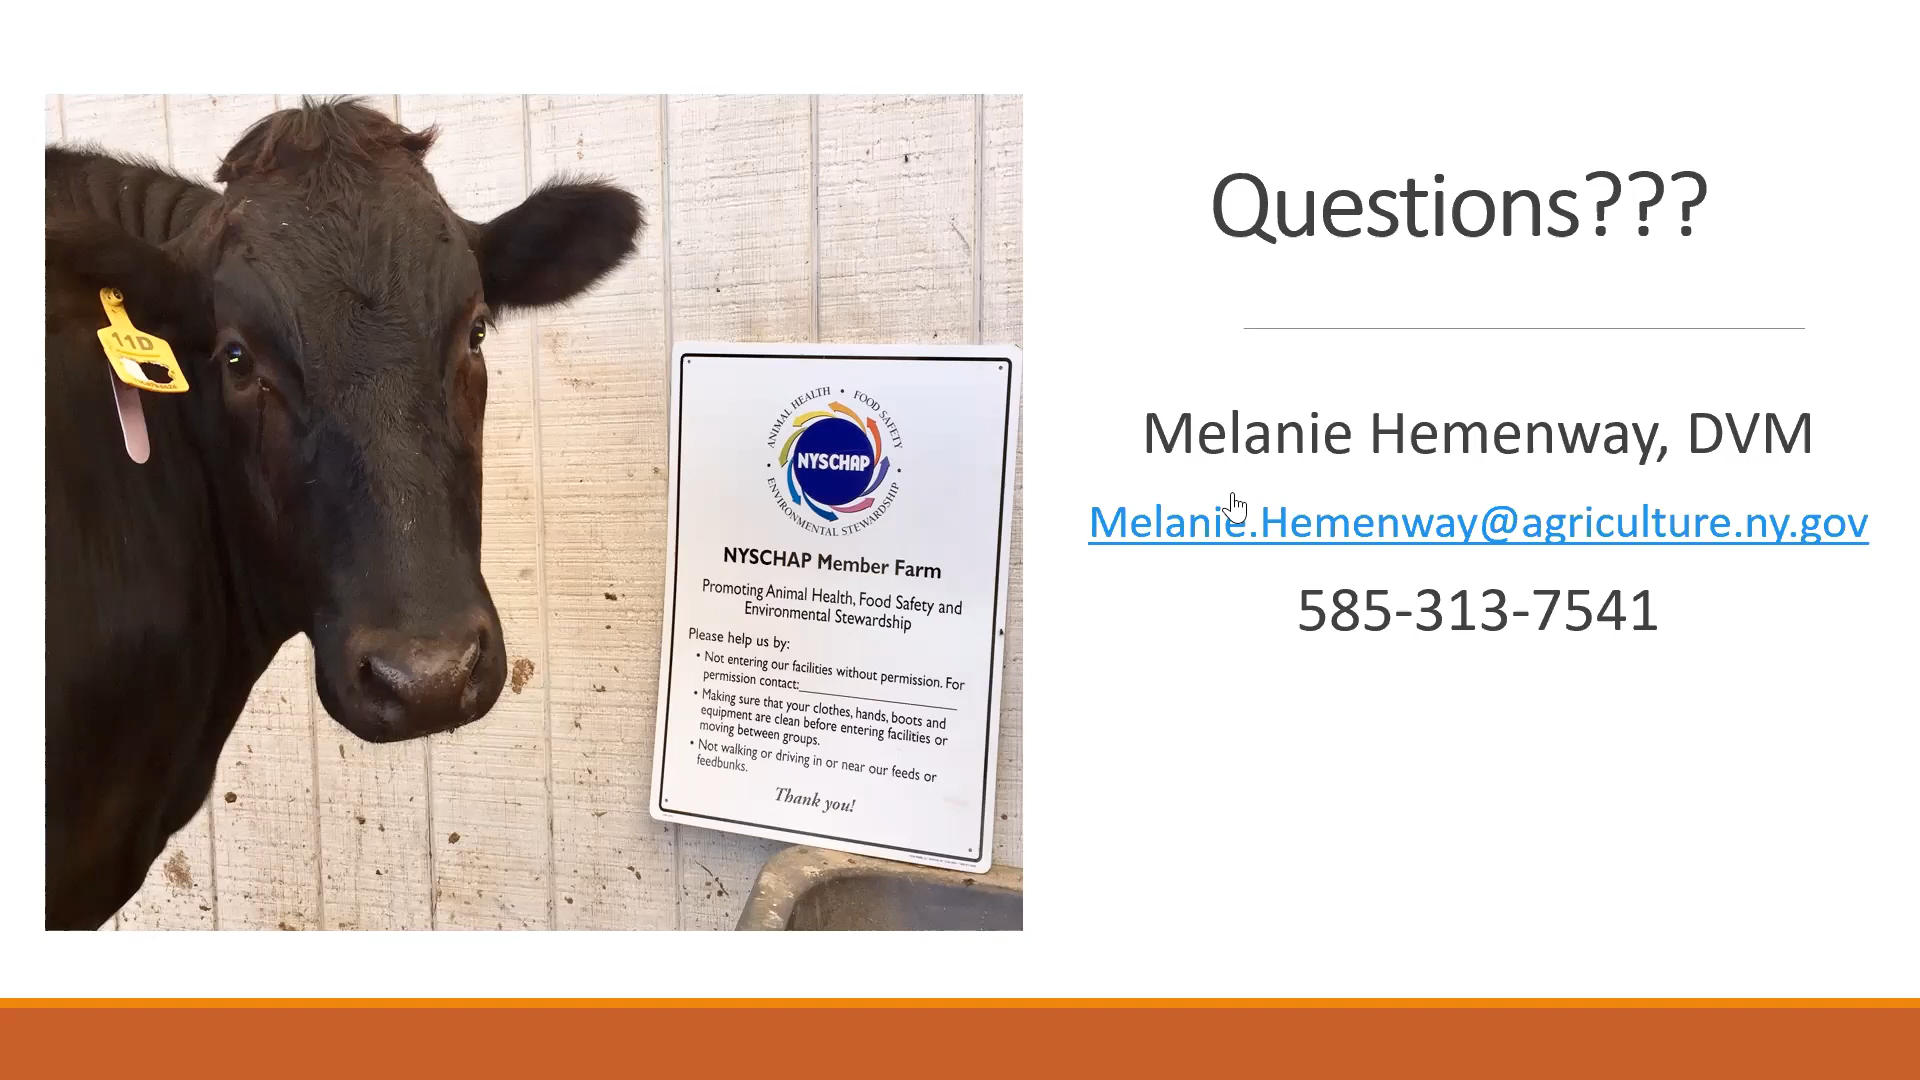 11D
ANIMAL HEALTH • FOOD SAFETY • ENVIRONMENTAL STEWARDSHIP •
NYSCHAP
NYSCHAP Member Farm
Promoting Animal Health, Food Safety and
Environmental Stewardship
Please help us by:
• Not entering our facilities without permission. For
permission contact:____________________
• Making sure that your clothes, hands, boots and
equipment are clean before entering facilities or
moving between groups.
• Not walking or driving in or near our feeds or
feedbunks.
Thank you!
Questions???
Melanie Hemenway, DVM
Melanie.Hemenway@agriculture.ny.gov
585-313-7541